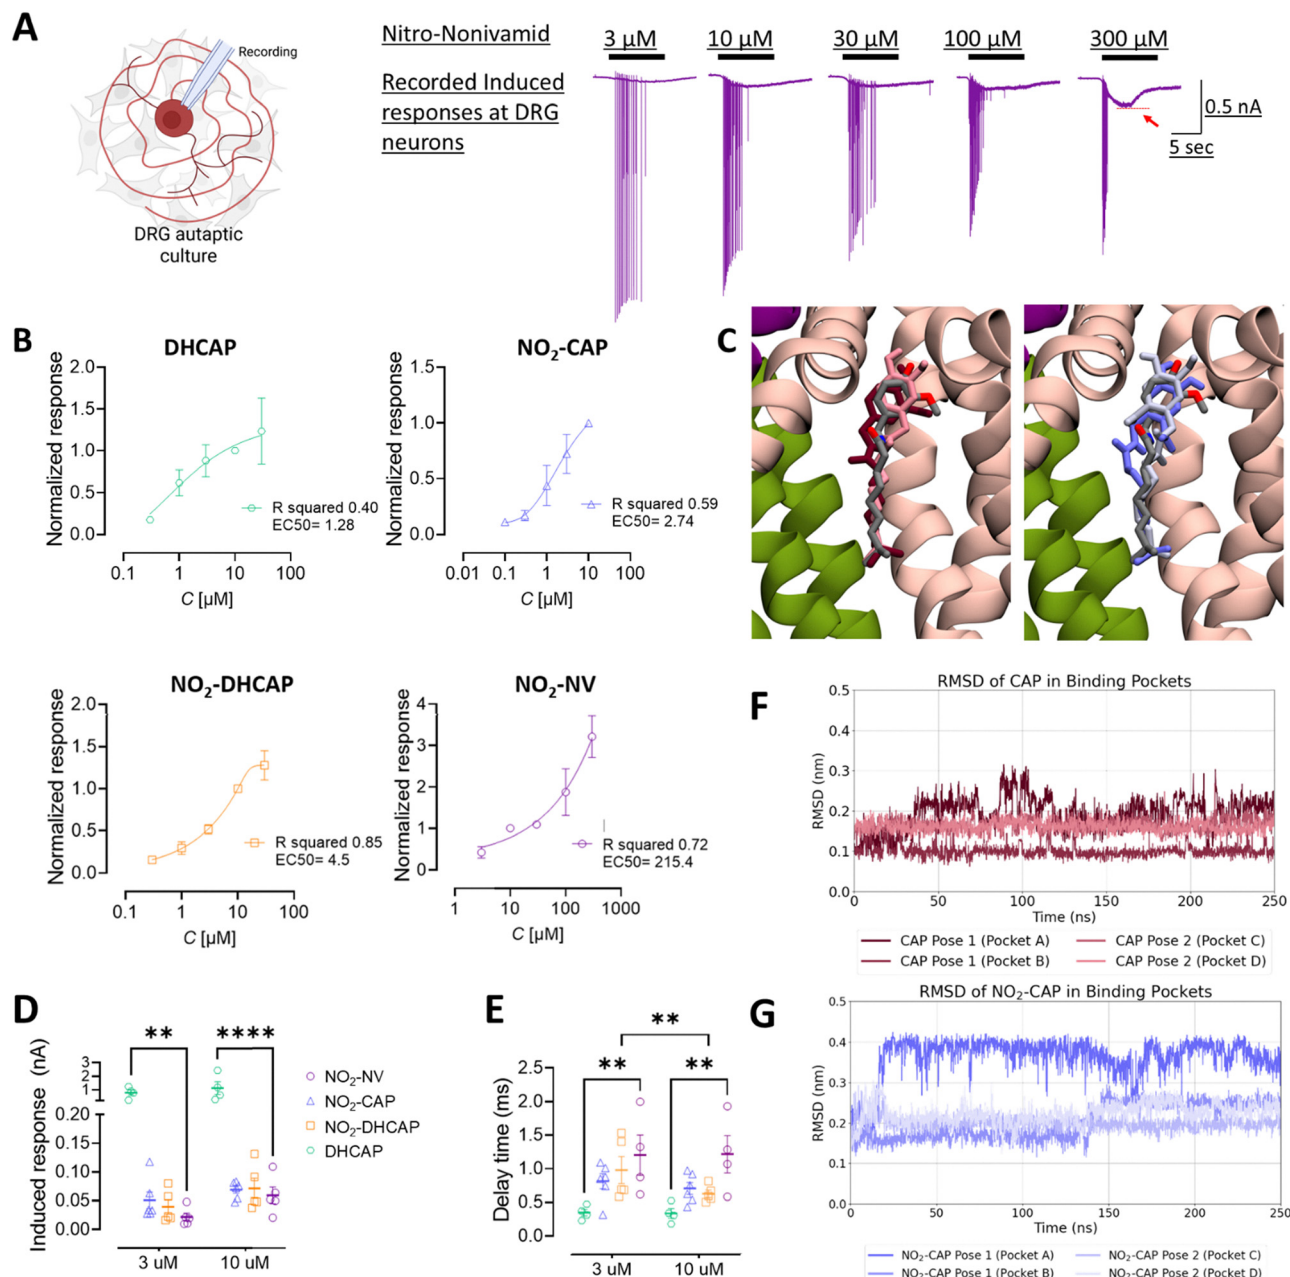 A
Recording
DRG autaptic
culture
Nitro-Nonivamid
3 µM
10 µM
30 µM
100 µM
300 µM
Recorded Induced
responses at DRG
neurons
0.5 nA
5 sec
B
DHCAP
Normalized response
2.0
1.5
1.0
0.5
0.0
R squared 0.40
EC50= 1.28
0.1
1
10
100
C [µM]
NO₂-CAP
Normalized response
1.5
1.0
0.5
0.0
R squared 0.59
EC50= 2.74
0.01
0.1
1
10
100
C [µM]
NO₂-DHCAP
Normalized response
2.0
1.5
1.0
0.5
0.0
R squared 0.85
EC50= 4.5
0.1
1
10
100
C [µM]
NO₂-NV
Normalized response
4
3
2
1
0
R squared 0.72
EC50= 215.4
1
10
100
1000
C [µM]
C
D
Induced response (nA)
3
2
1
0.20
0.15
0.10
0.05
0.00
**
****
3 uM
10 uM
NO₂-NV
NO₂-CAP
NO₂-DHCAP
DHCAP
E
Delay time (ms)
2.5
2.0
1.5
1.0
0.5
0.0
**
**
**
3 uM
10 uM
F
RMSD of CAP in Binding Pockets
RMSD (nm)
0.5
0.4
0.3
0.2
0.1
0.0
0
50
100
150
200
250
Time (ns)
CAP Pose 1 (Pocket A)
CAP Pose 2 (Pocket C)
CAP Pose 1 (Pocket B)
CAP Pose 2 (Pocket D)
G
RMSD of NO₂-CAP in Binding Pockets
RMSD (nm)
0.5
0.4
0.3
0.2
0.1
0.0
0
50
100
150
200
250
Time (ns)
NO₂-CAP Pose 1 (Pocket A)
NO₂-CAP Pose 2 (Pocket C)
NO₂-CAP Pose 1 (Pocket B)
NO₂-CAP Pose 2 (Pocket D)